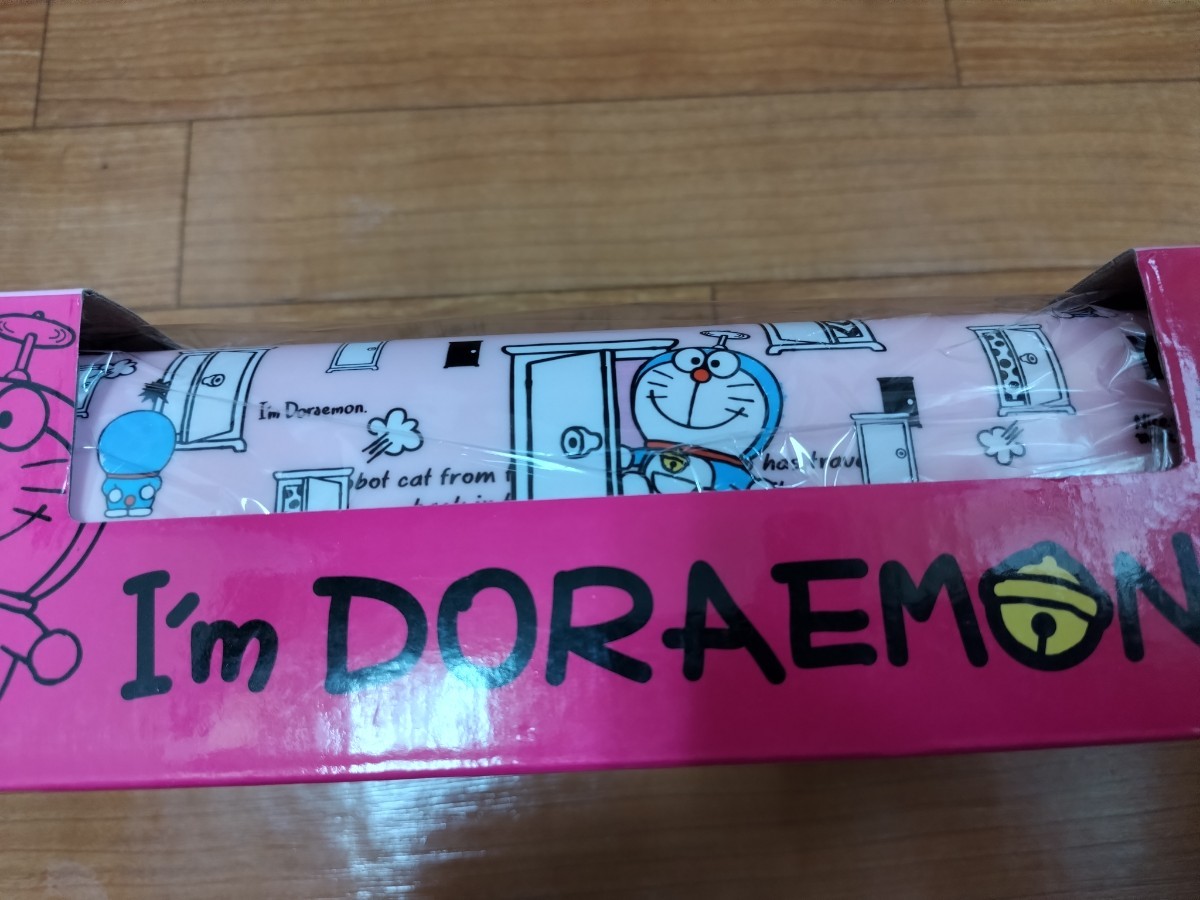 I'm Doraemon.
bot cat from
has trave
I'm DORAEMON